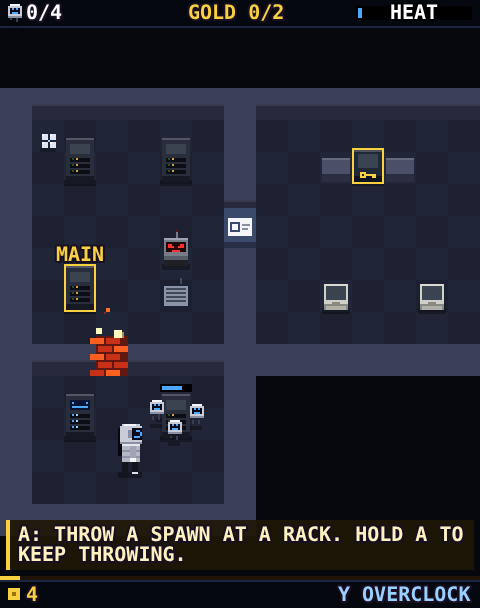 0/4 GOLD 0/2 HEAT
MAIN
A: THROW A SPAWN AT A RACK. HOLD A TO
KEEP THROWING.
4 Y OVERCLOCK